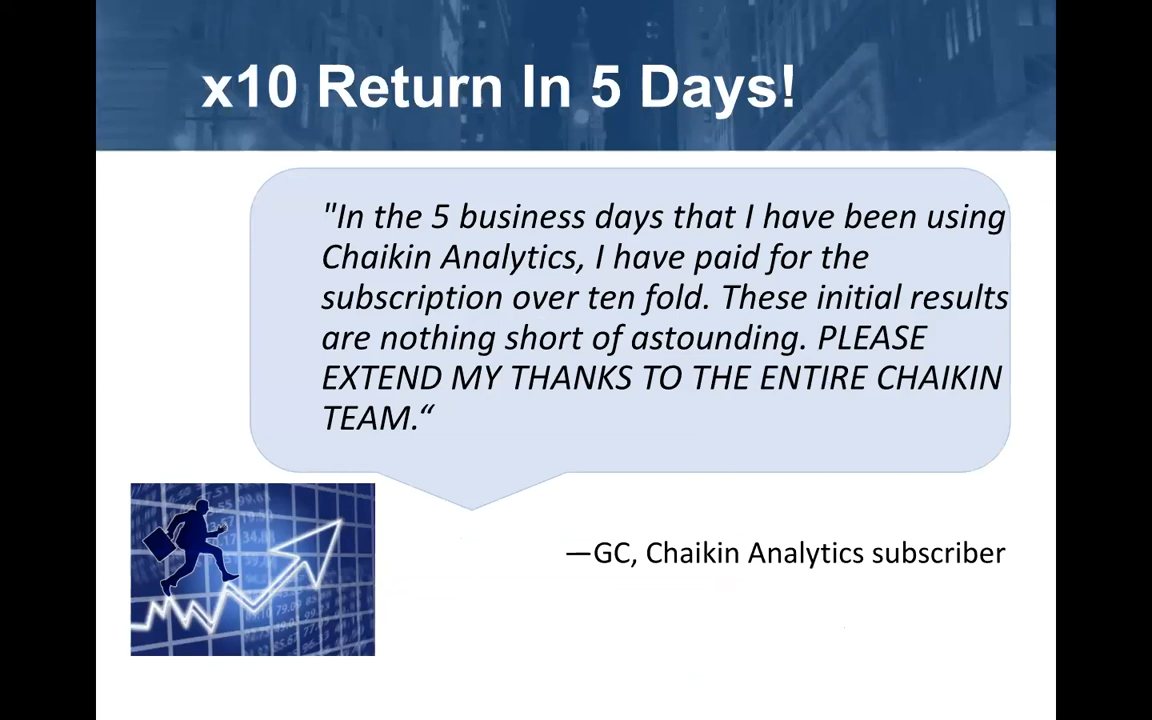 x10 Return In 5 Days!
"In the 5 business days that I have been using
Chaikin Analytics, I have paid for the
subscription over ten fold. These initial results
are nothing short of astounding. PLEASE
EXTEND MY THANKS TO THE ENTIRE CHAIKIN
TEAM.“
—GC, Chaikin Analytics subscriber